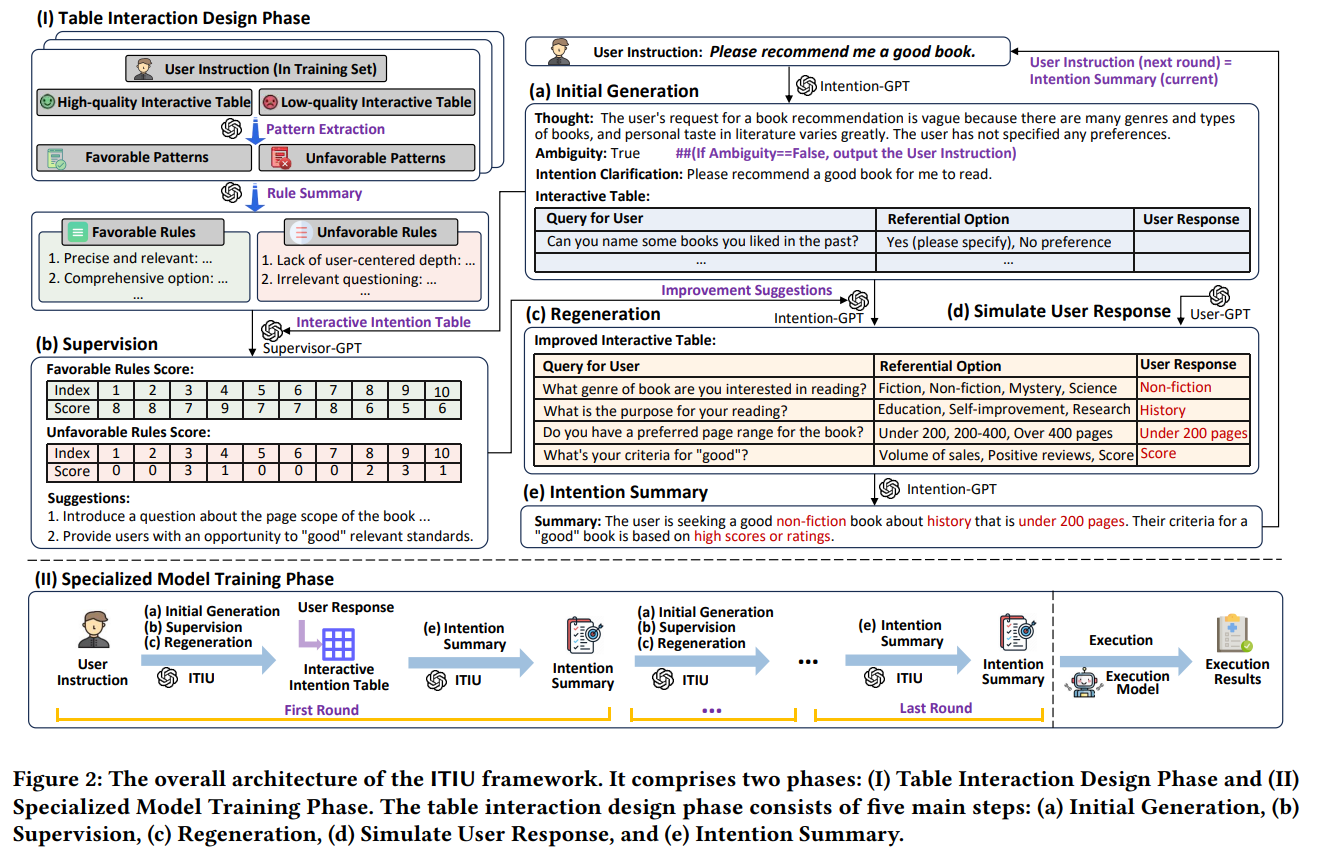 (I) Table Interaction Design Phase
User Instruction (In Training Set)
High-quality Interactive Table
Low-quality Interactive Table
Pattern Extraction
Favorable Patterns
Unfavorable Patterns
Rule Summary
Favorable Rules
1. Precise and relevant: ...
2. Comprehensive option: ...
...
Unfavorable Rules
1. Lack of user-centered depth: ...
2. Irrelevant questioning: ...
...
Interactive Intention Table
Supervisor-GPT
(b) Supervision
Favorable Rules Score:
Index 1 2 3 4 5 6 7 8 9 10
Score 8 8 7 9 7 7 8 6 5 6
Unfavorable Rules Score:
Index 1 2 3 4 5 6 7 8 9 10
Score 0 0 3 1 0 0 0 2 3 1
Suggestions:
1. Introduce a question about the page scope of the book ...
2. Provide users with an opportunity to "good" relevant standards.
User Instruction: Please recommend me a good book.
User Instruction (next round) =
Intention Summary (current)
Intention-GPT
(a) Initial Generation
Thought: The user's request for a book recommendation is vague because there are many genres and types
of books, and personal taste in literature varies greatly. The user has not specified any preferences.
Ambiguity: True ##(If Ambiguity==False, output the User Instruction)
Intention Clarification: Please recommend a good book for me to read.
Interactive Table:
Query for User Referential Option User Response
Can you name some books you liked in the past? Yes (please specify), No preference
... ...
Improvement Suggestions
Intention-GPT
(c) Regeneration
(d) Simulate User Response
User-GPT
Improved Interactive Table:
Query for User Referential Option User Response
What genre of book are you interested in reading? Fiction, Non-fiction, Mystery, Science Non-fiction
What is the purpose for your reading? Education, Self-improvement, Research History
Do you have a preferred page range for the book? Under 200, 200-400, Over 400 pages Under 200 pages
What's your criteria for "good"? Volume of sales, Positive reviews, Score Score
(e) Intention Summary
Intention-GPT
Summary: The user is seeking a good non-fiction book about history that is under 200 pages. Their criteria for a
"good" book is based on high scores or ratings.
(II) Specialized Model Training Phase
User
Instruction
(a) Initial Generation
(b) Supervision
(c) Regeneration
ITIU
User Response
Interactive
Intention Table
(e) Intention
Summary
ITIU
Intention
Summary
First Round
(a) Initial Generation
(b) Supervision
(c) Regeneration
ITIU
...
...
(e) Intention
Summary
ITIU
Intention
Summary
Last Round
Execution
Execution
Model
Execution
Results
Figure 2: The overall architecture of the ITIU framework. It comprises two phases: (I) Table Interaction Design Phase and (II)
Specialized Model Training Phase. The table interaction design phase consists of five main steps: (a) Initial Generation, (b)
Supervision, (c) Regeneration, (d) Simulate User Response, and (e) Intention Summary.